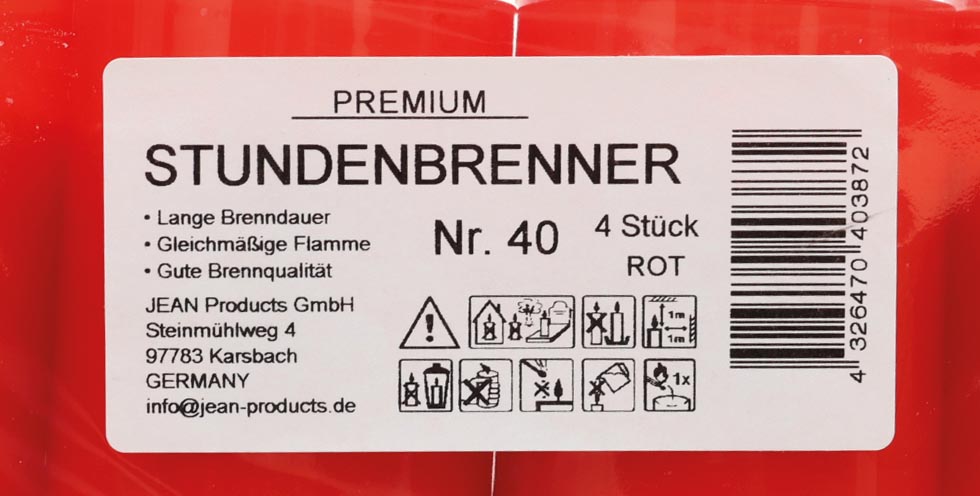 PREMIUM
STUNDENBRENNER
• Lange Brenndauer
• Gleichmäßige Flamme
• Gute Brennqualität
Nr. 40
4 Stück
ROT
JEAN Products GmbH
Steinmühlweg 4
97783 Karsbach
GERMANY
info@jean-products.de
1m
1m
1x
4 326470 403872